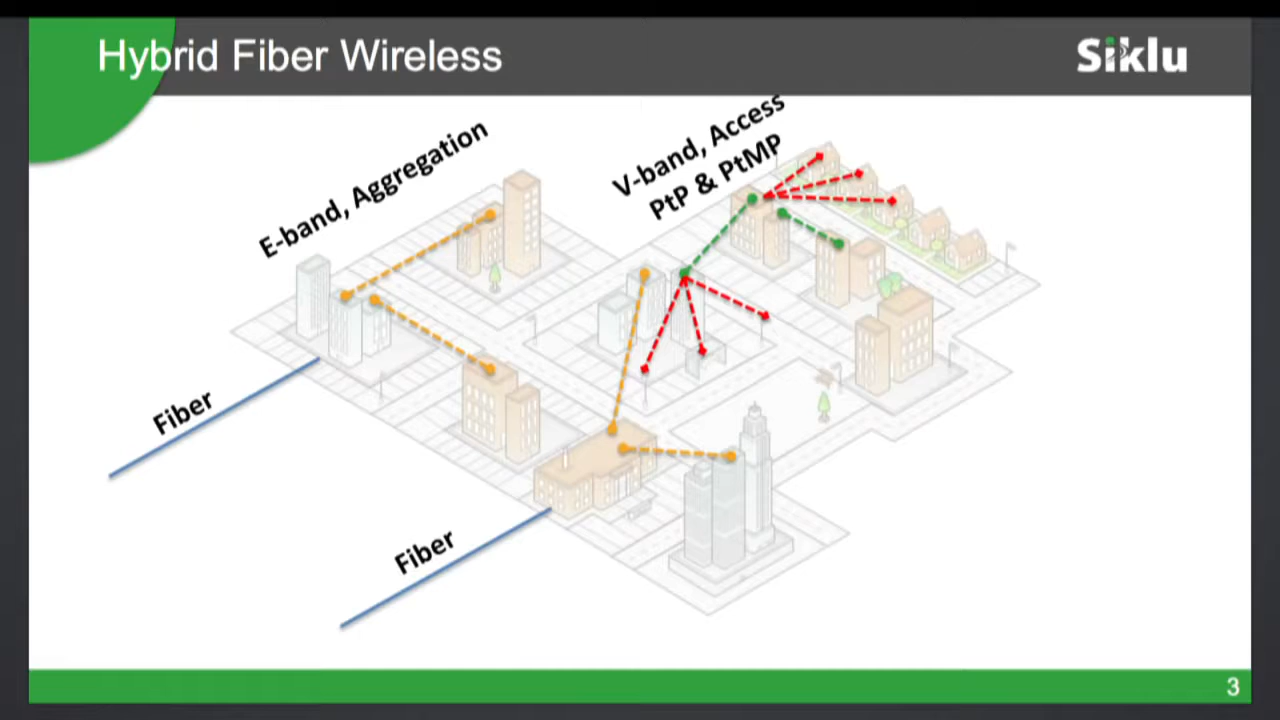 Hybrid Fiber Wireless
Siklu
E-band, Aggregation
V-band, Access
PtP & PtMP
Fiber
Fiber
3